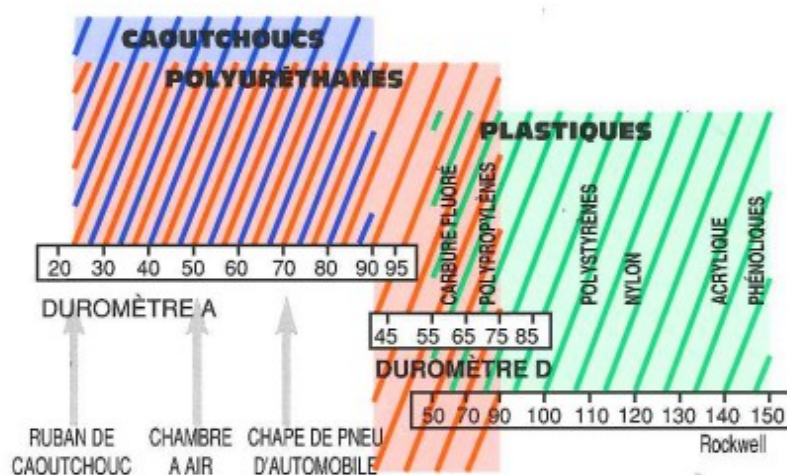 CAOUTCHOUCS
POLYURÉTHANES
PLASTIQUES
CARBURE FLUORÉ
POLYPROPYLÈNES
POLYSTYRÈNES
NYLON
ACRYLIQUE
PHÉNOLIQUES
20 30 40 50 60 70 80 90 95
DUROMÈTRE A
45 55 65 75 85
DUROMÈTRE D
50 70 90 100 110 120 130 140 150
Rockwell
RUBAN DE
CAOUTCHOUC
CHAMBRE
A AIR
CHAPE DE PNEU
D'AUTOMOBILE